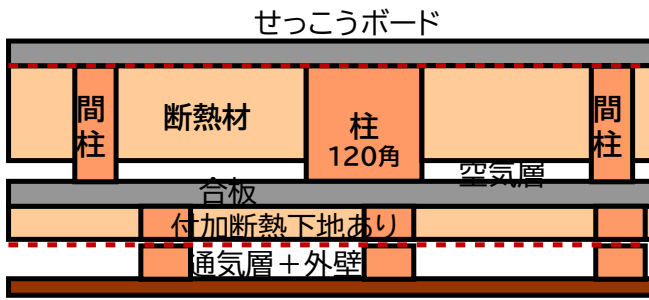 せっこうボード
間柱
断熱材
柱
120角
間柱
空気層
合板
付加断熱下地あり
通気層＋外壁